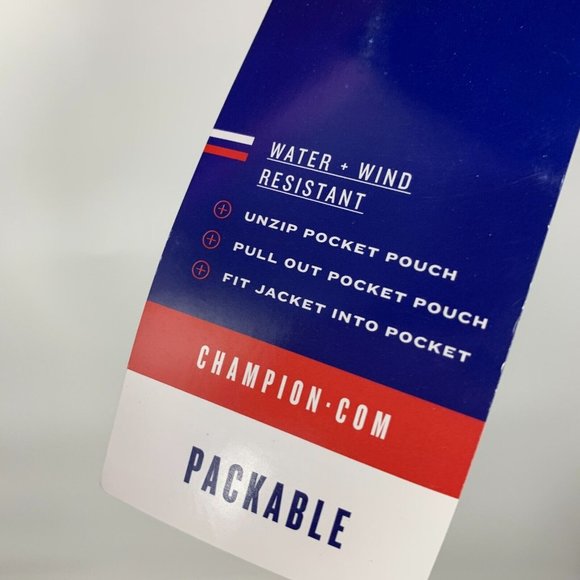 WATER + WIND
RESISTANT
UNZIP POCKET POUCH
PULL OUT POCKET POUCH
FIT JACKET INTO POCKET
CHAMPION·COM
PACKABLE